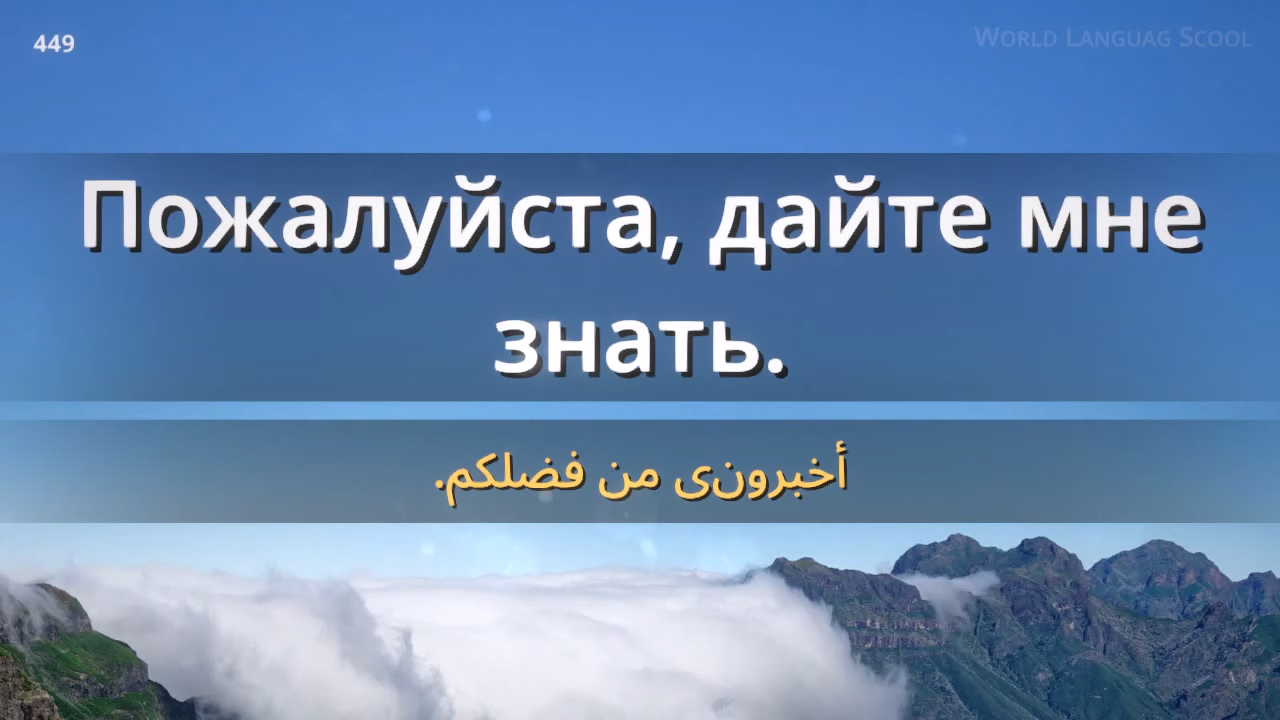 449
World Languag Scool
Пожалуйста, дайте мне
знать.
أخبرونى من فضلكم.